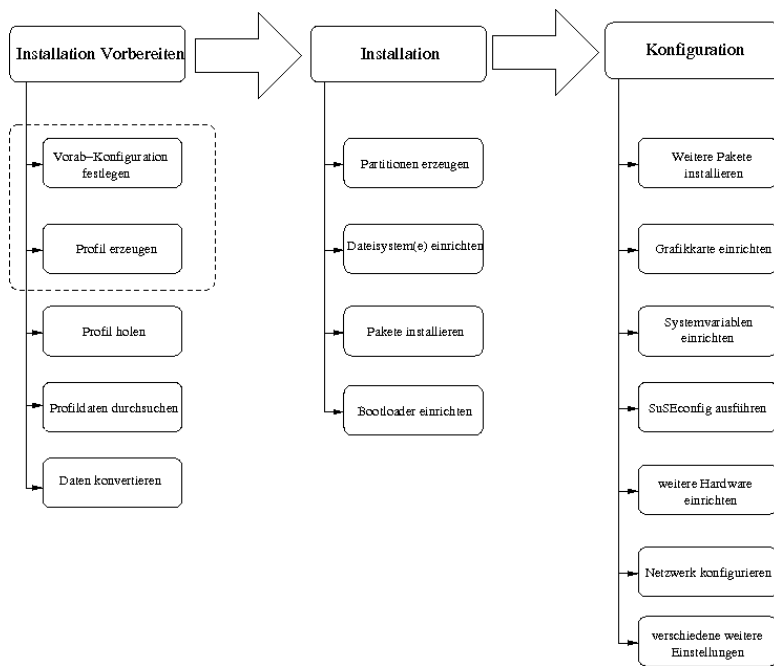 Installation Vorbereiten
Vorab-Konfiguration
festlegen
Profil erzeugen
Profil holen
Profildaten durchsuchen
Daten konvertieren
Installation
Partitionen erzeugen
Dateisystem(e) einrichten
Pakete installieren
Bootloader einrichten
Konfiguration
Weitere Pakete
installieren
Grafikkarte einrichten
Systemvariablen
einrichten
SuSEconfig ausführen
weitere Hardware
einrichten
Netzwerk konfigurieren
verschiedene weitere
Einstellungen